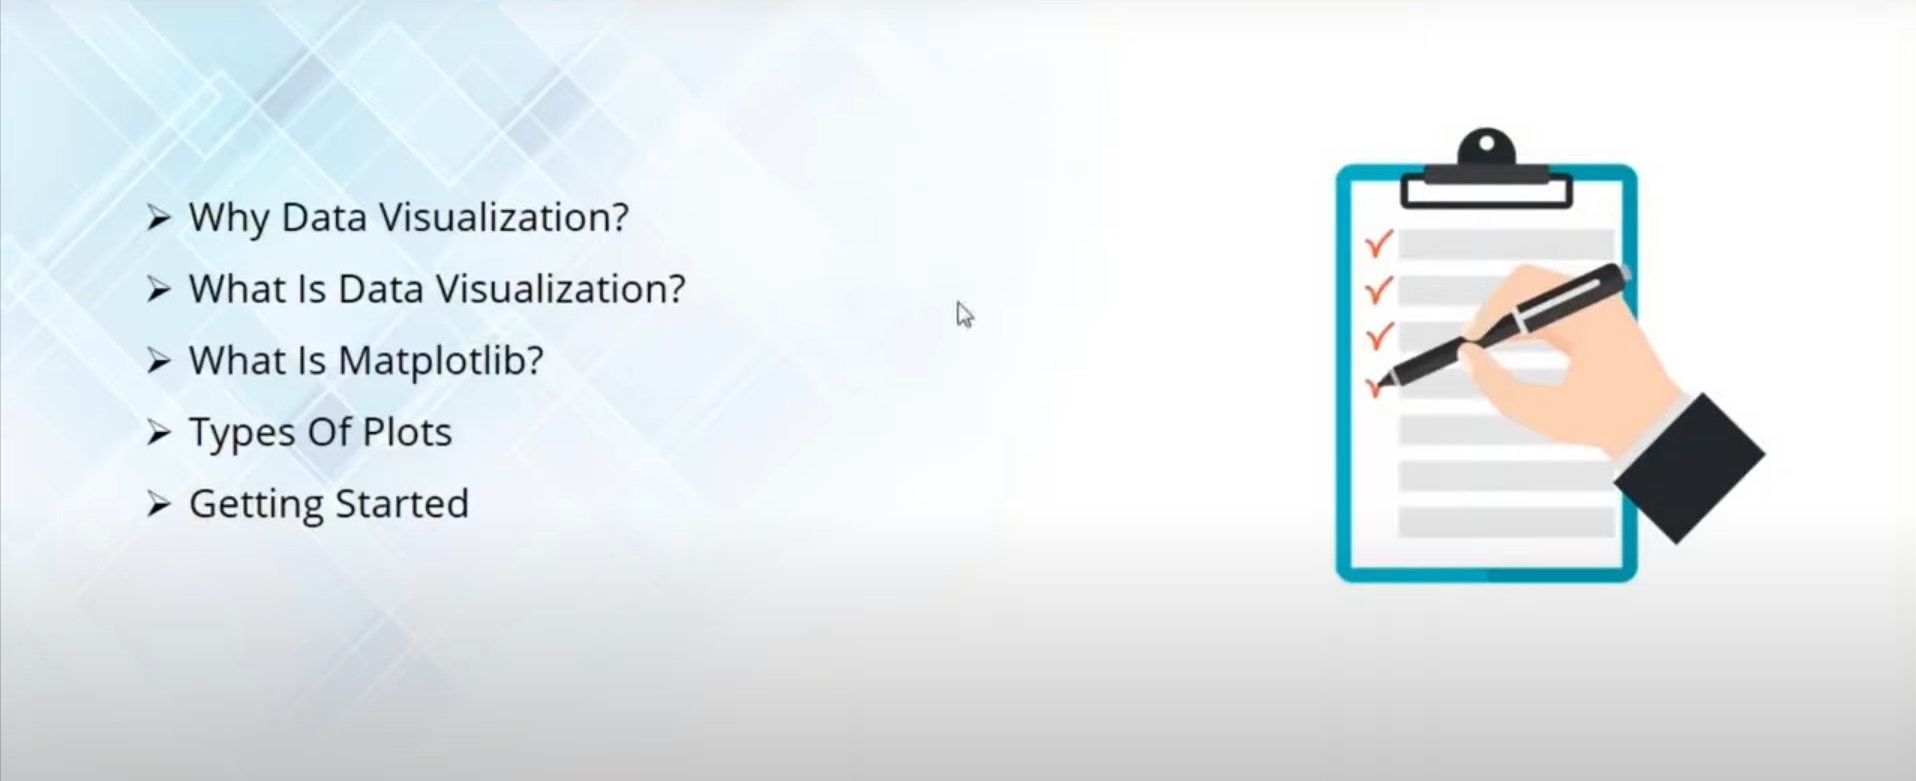 Why Data Visualization?
What Is Data Visualization?
What Is Matplotlib?
Types Of Plots
Getting Started